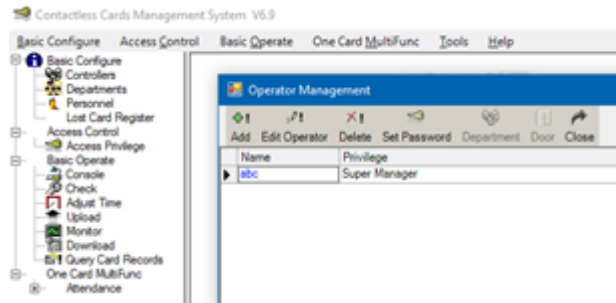 Contactless Cards Management System V6.9
Basic Configure Access Control Basic Operate One Card MultiFunc Tools Help
Basic Configure
Controllers
Departments
Personnel
Lost Card Register
Access Control
Access Privilege
Basic Operate
Console
Check
Adjust Time
Upload
Monitor
Download
Query Card Records
One Card MultiFunc
Attendance
Operator Management
Add Edit Operator Delete Set Password Department Door Close
Name Privilege
abc Super Manager